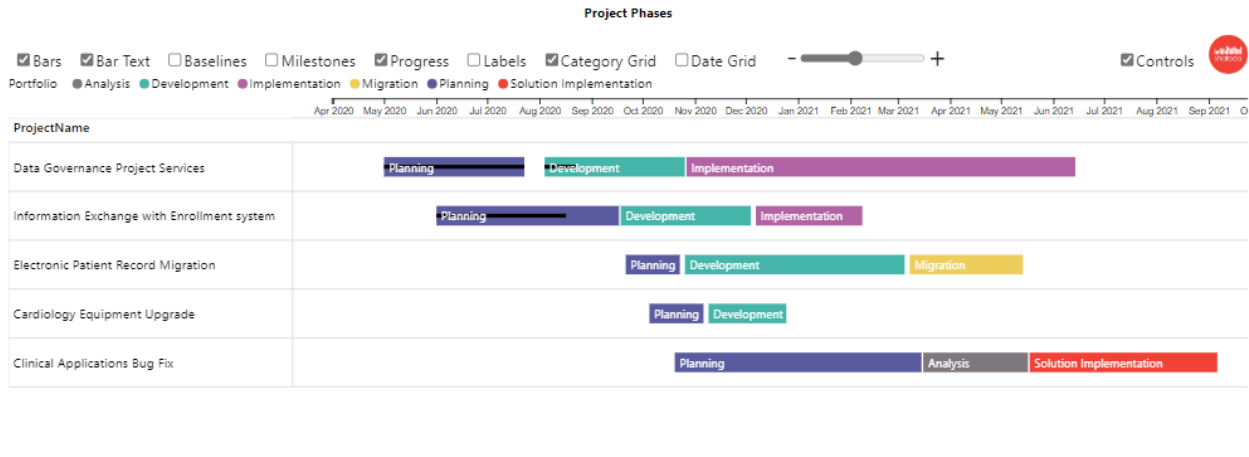 Project Phases
Bars Bar Text Baselines Milestones Progress Labels Category Grid Date Grid - + Controls
Portfolio Analysis Development Implementation Migration Planning Solution Implementation
Apr 2020 May 2020 Jun 2020 Jul 2020 Aug 2020 Sep 2020 Oct 2020 Nov 2020 Dec 2020 Jan 2021 Feb 2021 Mar 2021 Apr 2021 May 2021 Jun 2021 Jul 2021 Aug 2021 Sep 2021 O
ProjectName
Data Governance Project Services Planning Development Implementation
Information Exchange with Enrollment system Planning Development Implementation
Electronic Patient Record Migration Planning Development Migration
Cardiology Equipment Upgrade Planning Development
Clinical Applications Bug Fix Planning Analysis Solution Implementation